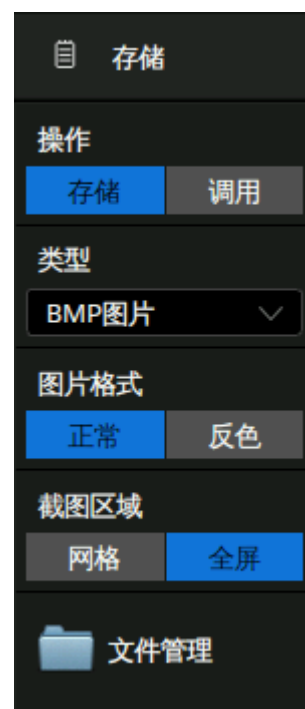 存储
操作
存储 调用
类型
BMP图片
图片格式
正常 反色
截图区域
网格 全屏
文件管理